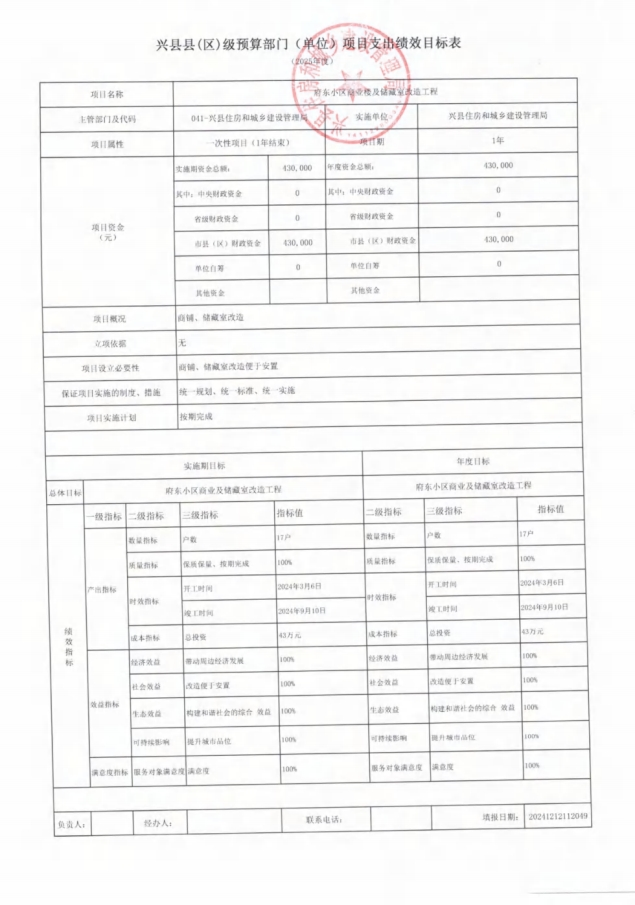 兴县县(区)级预算部门（单位）项目支出绩效目标表
（2025年度）
项目名称 府东小区商业楼及储藏室改造工程
主管部门及代码 041-兴县住房和城乡建设管理局 实施单位 兴县住房和城乡建设管理局
项目属性 一次性项目（1年结束） 项目期 1年
项目资金
（元）
实施期资金总额： 430,000 年度资金总额： 430,000
其中：中央财政资金 0 其中：中央财政资金 0
省级财政资金 0 省级财政资金 0
市县（区）财政资金 430,000 市县（区）财政资金 430,000
单位自筹 0 单位自筹 0
其他资金 其他资金
项目概况 商铺、储藏室改造
立项依据 无
项目设立必要性 商铺、储藏室改造便于安置
保证项目实施的制度、措施 统一规划、统一标准、统一实施
项目实施计划 按期完成
实施期目标 年度目标
总体目标 府东小区商业及储藏室改造工程 府东小区商业及储藏室改造工程
绩效指标
一级指标 二级指标 三级指标 指标值 二级指标 三级指标 指标值
产出指标
数量指标 户数 17户 数量指标 户数 17户
质量指标 保质保量、按期完成 100% 质量指标 保质保量、按期完成 100%
时效指标 开工时间 2024年3月6日 时效指标 开工时间 2024年3月6日
竣工时间 2024年9月10日 竣工时间 2024年9月10日
成本指标 总投资 43万元 成本指标 总投资 43万元
效益指标
经济效益 带动周边经济发展 100% 经济效益 带动周边经济发展 100%
社会效益 改造便于安置 100% 社会效益 改造便于安置 100%
生态效益 构建和谐社会的综合 效益 100% 生态效益 构建和谐社会的综合 效益 100%
可持续影响 提升城市品位 100% 可持续影响 提升城市品位 100%
满意度指标 服务对象满意度 满意度 100% 服务对象满意度 满意度 100%
负责人： 经办人： 联系电话： 填报日期： 20241212112049